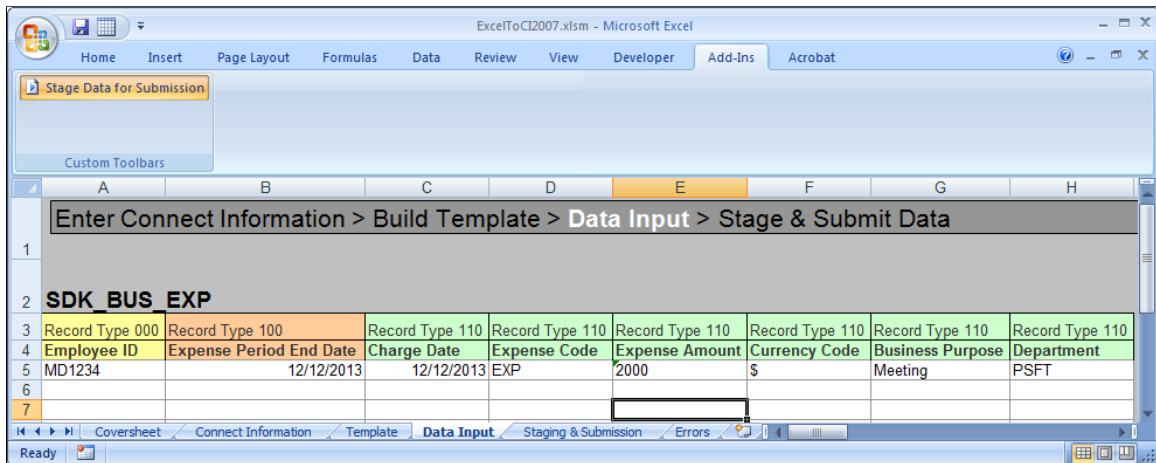 ExcelToCI2007.xlsm - Microsoft Excel
Home Insert Page Layout Formulas Data Review View Developer Add-Ins Acrobat
Stage Data for Submission
Custom Toolbars
A B C D E F G H
Enter Connect Information > Build Template > Data Input > Stage & Submit Data
1
2 SDK_BUS_EXP
3 Record Type 000 Record Type 100 Record Type 110 Record Type 110 Record Type 110 Record Type 110 Record Type 110 Record Type 110
4 Employee ID Expense Period End Date Charge Date Expense Code Expense Amount Currency Code Business Purpose Department
5 MD1234 12/12/2013 12/12/2013 EXP 2000 $ Meeting PSFT
6
7
Coversheet Connect Information Template Data Input Staging & Submission Errors
Ready